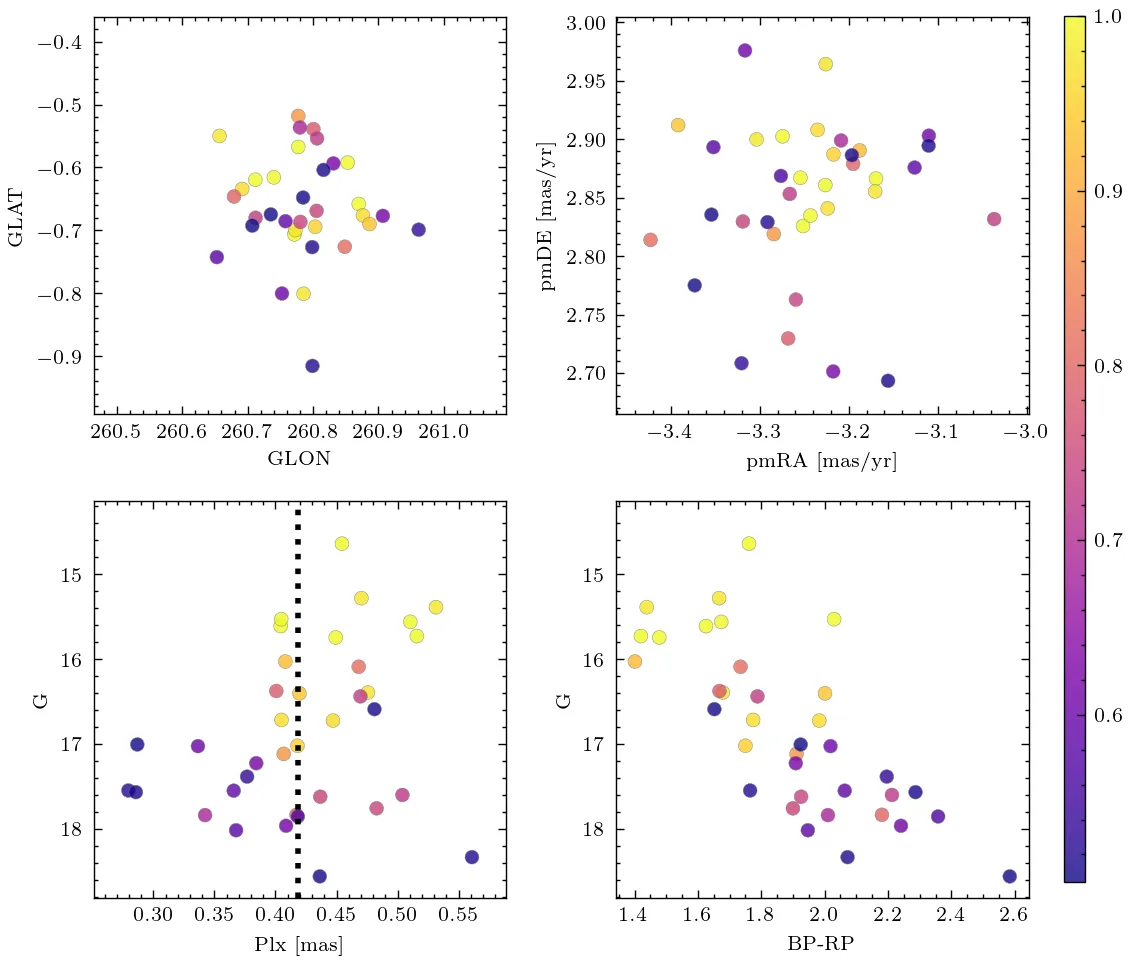 −0.4
−0.5
−0.6
−0.7
−0.8
−0.9
GLAT
260.5 260.6 260.7 260.8 260.9 261.0
GLON
3.00
2.95
2.90
2.85
2.80
2.75
2.70
pmDE [mas/yr]
−3.4 −3.3 −3.2 −3.1 −3.0
pmRA [mas/yr]
15
16
17
18
G
0.30 0.35 0.40 0.45 0.50 0.55
Plx [mas]
15
16
17
18
G
1.4 1.6 1.8 2.0 2.2 2.4 2.6
BP-RP
1.0
0.9
0.8
0.7
0.6